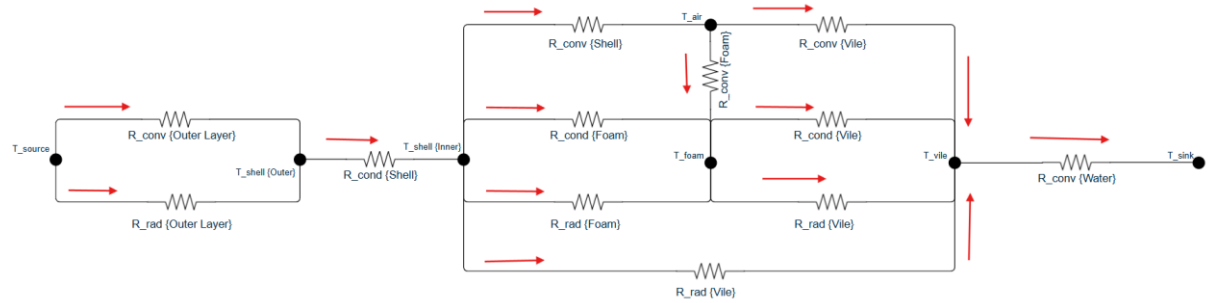 T_air
R_conv {Shell}
R_conv {Vile}
R_conv {Foam}
R_conv {Outer Layer}
R_cond {Foam}
R_cond {Vile}
T_source
T_shell {Inner}
T_shell {Outer}
R_cond {Shell}
T_foam
T_vile
T_sink
R_conv {Water}
R_rad {Outer Layer}
R_rad {Foam}
R_rad {Vile}
R_rad {Vile}